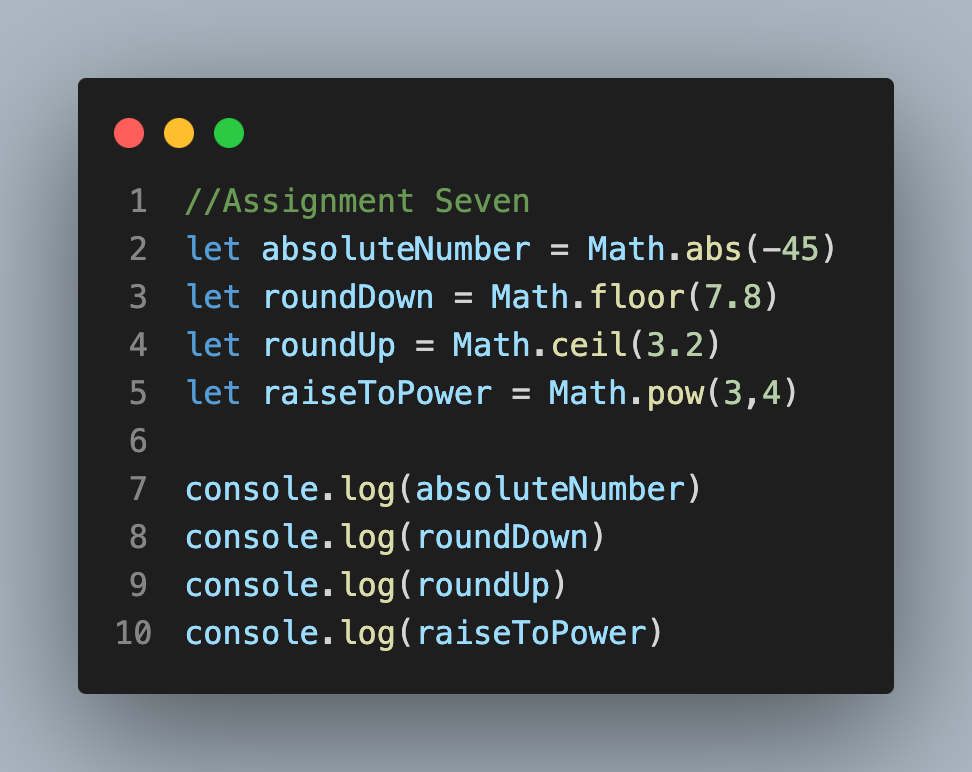 1 //Assignment Seven
2 let absoluteNumber = Math.abs(-45)
3 let roundDown = Math.floor(7.8)
4 let roundUp = Math.ceil(3.2)
5 let raiseToPower = Math.pow(3,4)
6
7 console.log(absoluteNumber)
8 console.log(roundDown)
9 console.log(roundUp)
10 console.log(raiseToPower)